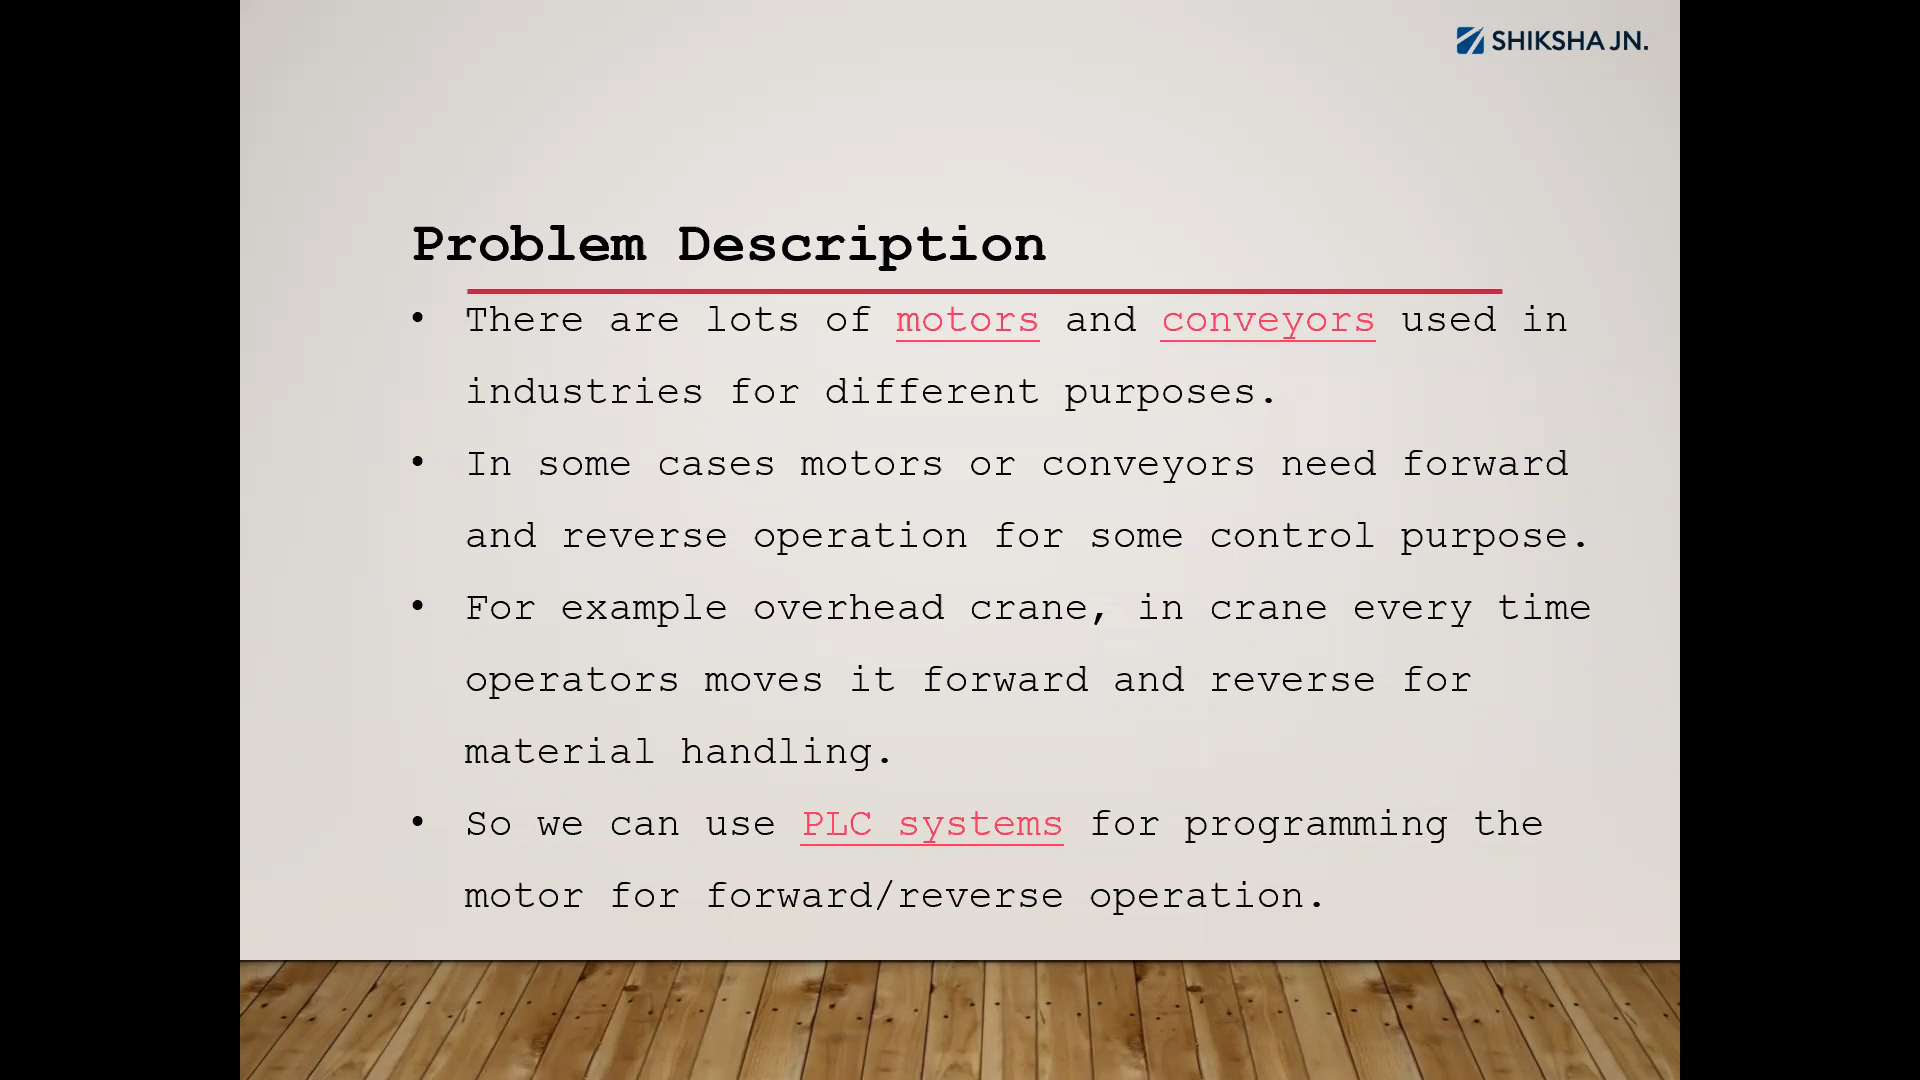 SHIKSHA JN.
Problem Description
• There are lots of motors and conveyors used in
industries for different purposes.
• In some cases motors or conveyors need forward
and reverse operation for some control purpose.
• For example overhead crane, in crane every time
operators moves it forward and reverse for
material handling.
• So we can use PLC systems for programming the
motor for forward/reverse operation.